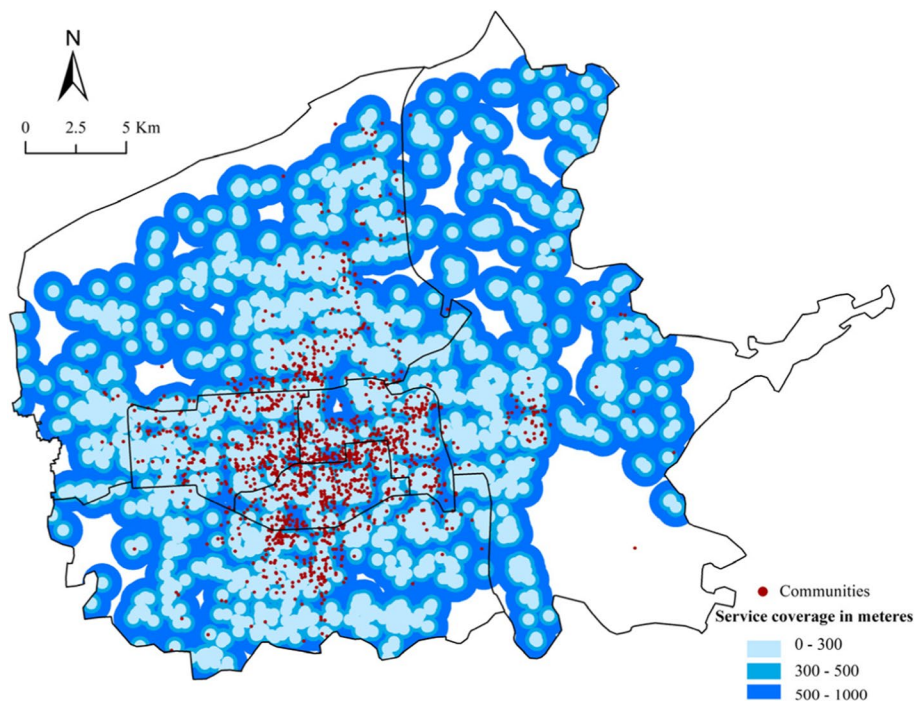 N
0 2.5 5 Km
Communities
Service coverage in meteres
0 - 300
300 - 500
500 - 1000